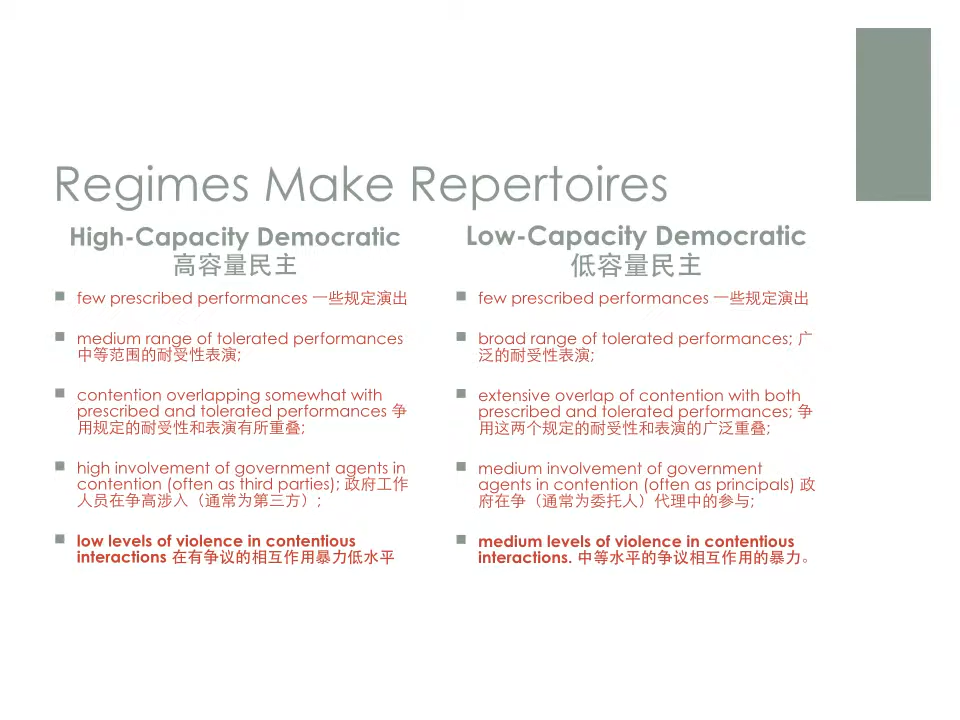 Regimes Make Repertoires
High-Capacity Democratic
高容量民主
few prescribed performances 一些规定演出
medium range of tolerated performances
中等范围的耐受性表演;
contention overlapping somewhat with
prescribed and tolerated performances 争
用规定的耐受性和表演有所重叠;
high involvement of government agents in
contention (often as third parties); 政府工作
人员在争高涉入（通常为第三方）;
low levels of violence in contentious
interactions 在有争议的相互作用暴力低水平
Low-Capacity Democratic
低容量民主
few prescribed performances 一些规定演出
broad range of tolerated performances; 广
泛的耐受性表演;
extensive overlap of contention with both
prescribed and tolerated performances; 争
用这两个规定的耐受性和表演的广泛重叠;
medium involvement of government
agents in contention (often as principals) 政
府在争（通常为委托人）代理中的参与;
medium levels of violence in contentious
interactions. 中等水平的争议相互作用的暴力。